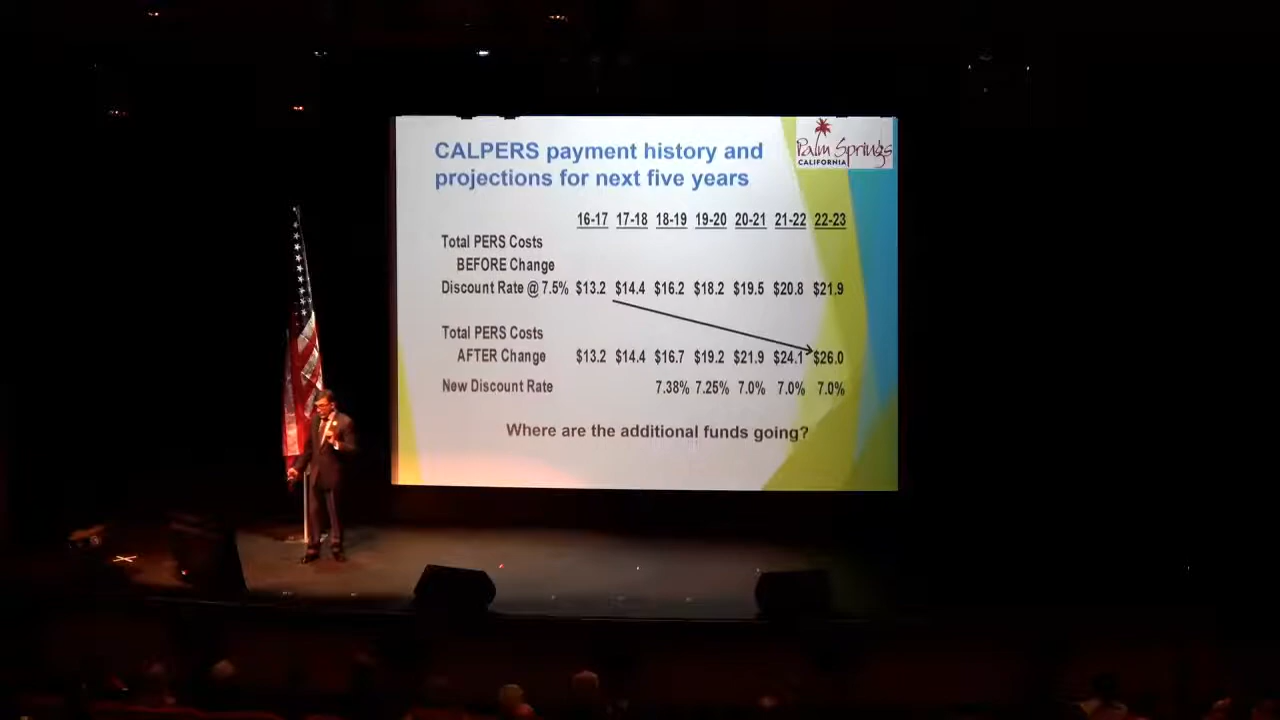 CALPERS payment history and
projections for next five years
Palm Springs
CALIFORNIA
16-17 17-18 18-19 19-20 20-21 21-22 22-23
Total PERS Costs
BEFORE Change
Discount Rate @ 7.5% $13.2 $14.4 $16.2 $18.2 $19.5 $20.8 $21.9
Total PERS Costs
AFTER Change $13.2 $14.4 $16.7 $19.2 $21.9 $24.1 $26.0
New Discount Rate 7.38% 7.25% 7.0% 7.0% 7.0%
Where are the additional funds going?